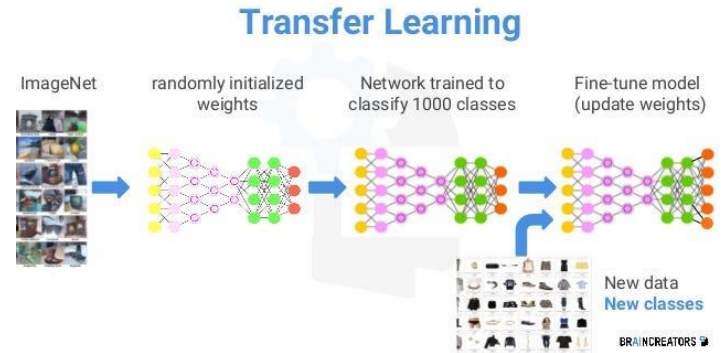 Transfer Learning
ImageNet
randomly initialized
weights
Network trained to
classify 1000 classes
Fine-tune model
(update weights)
New data
New classes
BRAINCREATORS